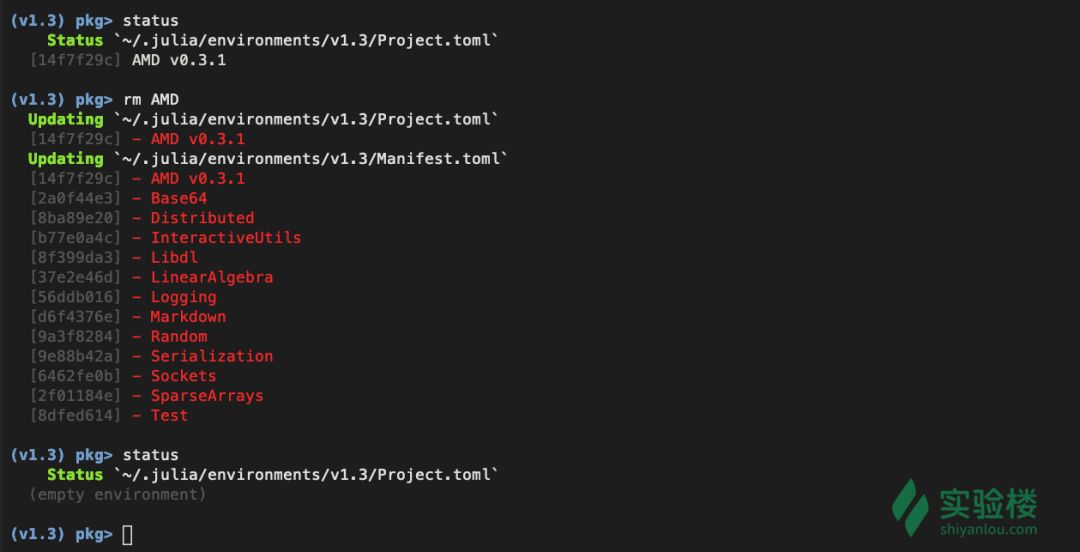 (v1.3) pkg> status
Status `~/.julia/environments/v1.3/Project.toml`
[14f7f29c] AMD v0.3.1
(v1.3) pkg> rm AMD
Updating `~/.julia/environments/v1.3/Project.toml`
[14f7f29c] - AMD v0.3.1
Updating `~/.julia/environments/v1.3/Manifest.toml`
[14f7f29c] - AMD v0.3.1
[2a0f44e3] - Base64
[8ba89e20] - Distributed
[b77e0a4c] - InteractiveUtils
[8f399da3] - Libdl
[37e2e46d] - LinearAlgebra
[56ddb016] - Logging
[d6f4376e] - Markdown
[9a3f8284] - Random
[9e88b42a] - Serialization
[6462fe0b] - Sockets
[2f01184e] - SparseArrays
[8dfed614] - Test
(v1.3) pkg> status
Status `~/.julia/environments/v1.3/Project.toml`
(empty environment)
(v1.3) pkg>
实验楼
shiyanlou.com